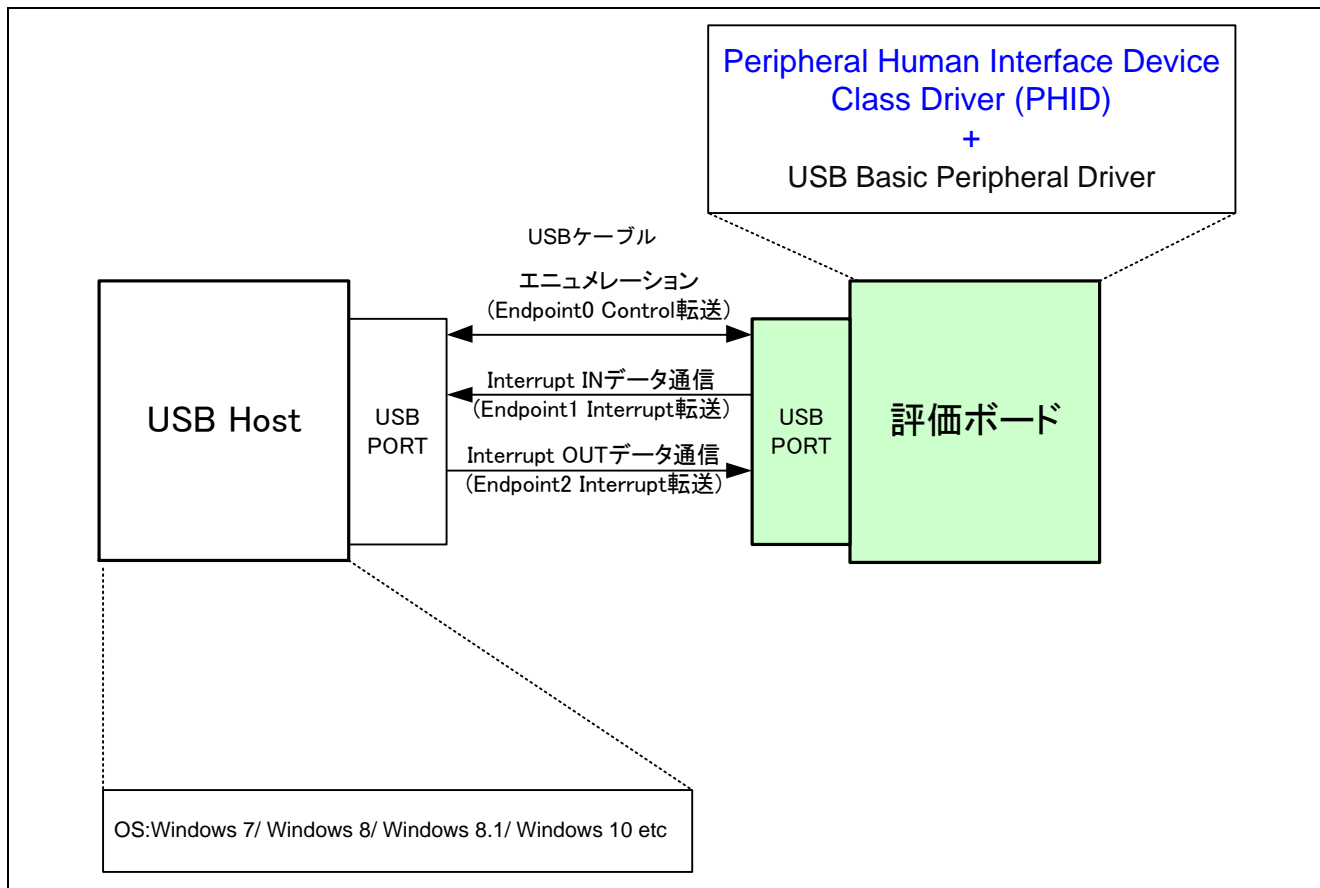 Peripheral Human Interface Device
Class Driver (PHID)
+
USB Basic Peripheral Driver
USBケーブル
エニュメレーション
(Endpoint0 Control転送)
Interrupt INデータ通信
(Endpoint1 Interrupt転送)
Interrupt OUTデータ通信
(Endpoint2 Interrupt転送)
USB Host
USB
PORT
USB
PORT
評価ボード
OS:Windows 7/ Windows 8/ Windows 8.1/ Windows 10 etc